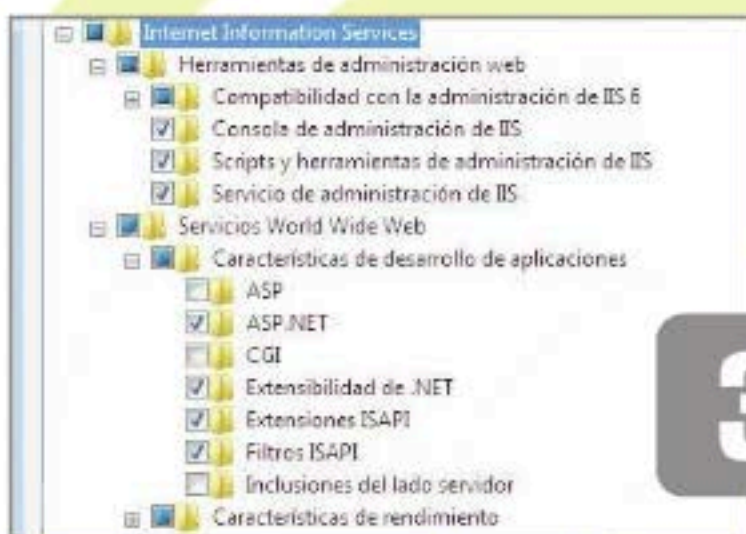 Internet Information Services
Herramientas de administración web
Compatibilidad con la administración de IIS 6
Consola de administración de IIS
Scripts y herramientas de administración de IIS
Servicio de administración de IIS
Servicios World Wide Web
Características de desarrollo de aplicaciones
ASP
ASP.NET
CGI
Extensibilidad de .NET
Extensiones ISAPI
Filtros ISAPI
Inclusiones del lado servidor
Características de rendimiento
3